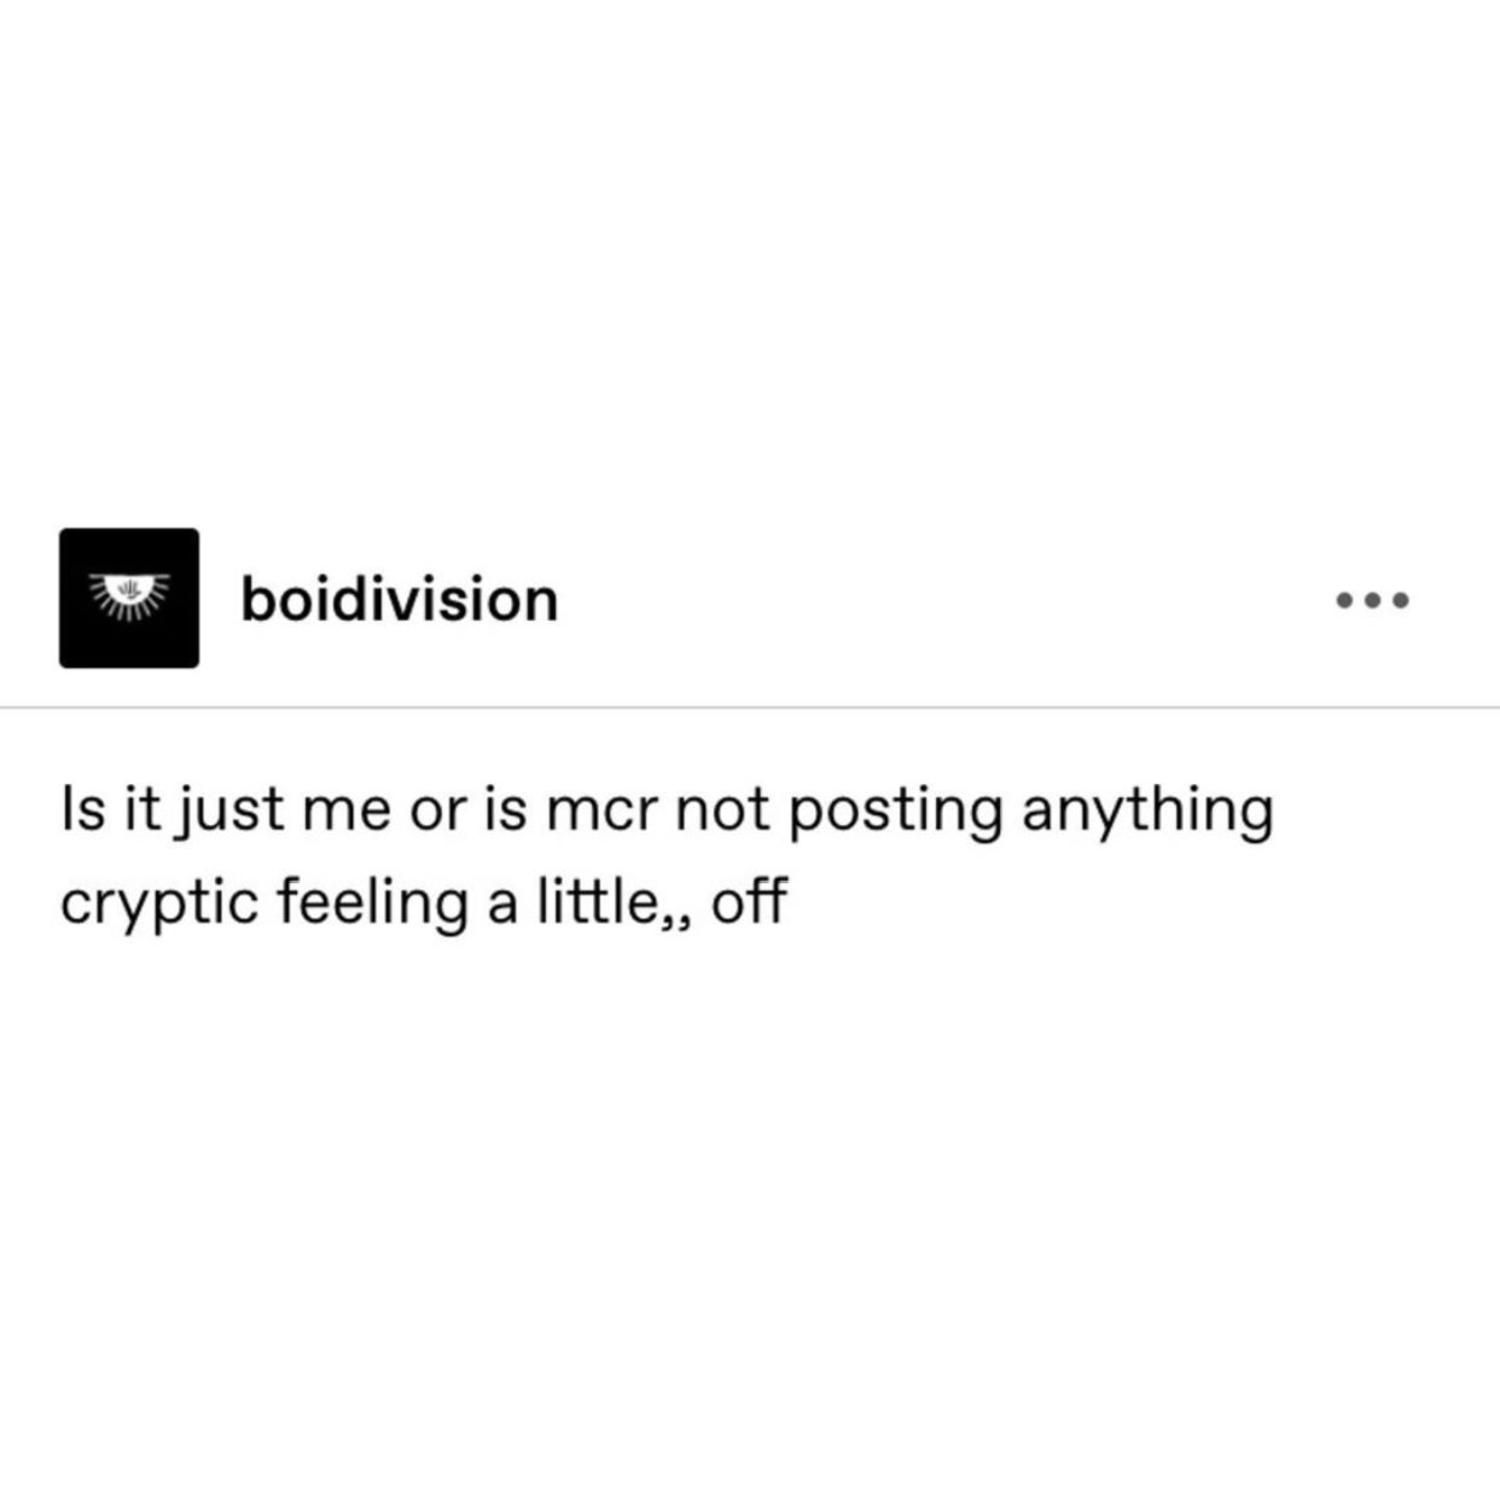 boidivision
Is it just me or is mcr not posting anything
cryptic feeling a little,, off